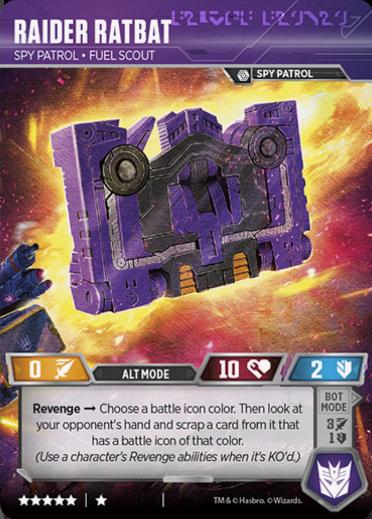 RAIDER RATBAT
SPY PATROL • FUEL SCOUT
SPY PATROL
0
ALT MODE
10
2
Revenge → Choose a battle icon color. Then look at
your opponent's hand and scrap a card from it that
has a battle icon of that color.
(Use a character's Revenge abilities when it's KO'd.)
BOT
MODE
3
1
★★★★★ | ★
TM & © Hasbro. © Wizards.